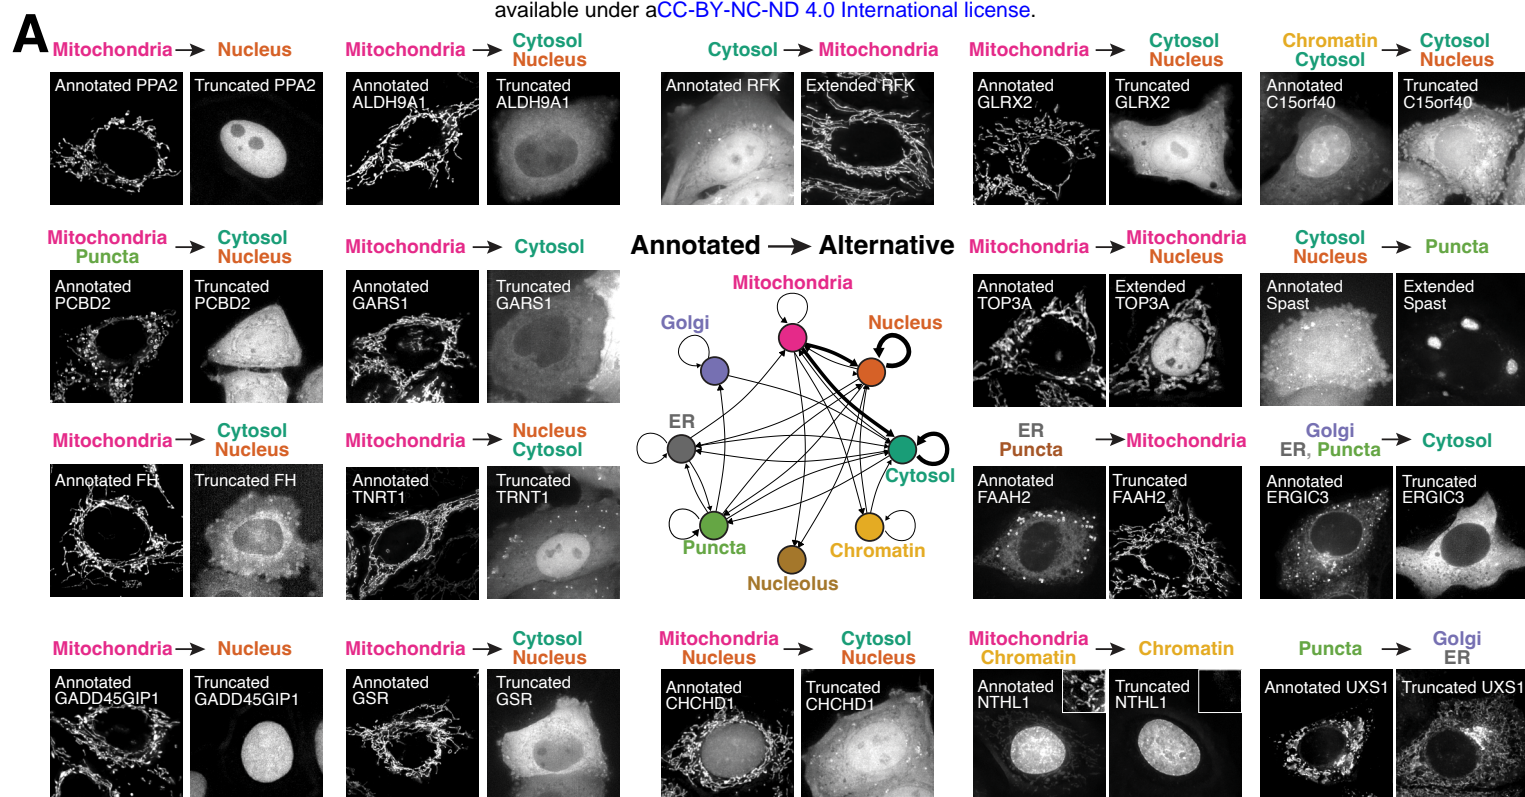 available under aCC-BY-NC-ND 4.0 International license.
A
Mitochondria → Nucleus
Annotated PPA2
Truncated PPA2
Mitochondria → Cytosol
Nucleus
Annotated
ALDH9A1
Truncated
ALDH9A1
Cytosol → Mitochondria
Annotated RFK
Extended RFK
Mitochondria → Cytosol
Nucleus
Annotated
GLRX2
Truncated
GLRX2
Chromatin
Cytosol → Cytosol
Nucleus
Annotated
C15orf40
Truncated
C15orf40
Mitochondria
Puncta → Cytosol
Nucleus
Annotated
PCBD2
Truncated
PCBD2
Mitochondria → Cytosol
Annotated
GARS1
Truncated
GARS1
Annotated → Alternative
Mitochondria
Golgi
Nucleus
ER
Cytosol
Puncta
Chromatin
Nucleolus
Mitochondria → Mitochondria
Nucleus
Annotated
TOP3A
Extended
TOP3A
Cytosol
Nucleus → Puncta
Annotated
Spast
Extended
Spast
Mitochondria → Cytosol
Nucleus
Annotated FH
Truncated FH
Mitochondria → Nucleus
Cytosol
Annotated
TNRT1
Truncated
TRNT1
ER
Puncta → Mitochondria
Annotated
FAAH2
Truncated
FAAH2
Golgi
ER, Puncta → Cytosol
Annotated
ERGIC3
Truncated
ERGIC3
Mitochondria → Nucleus
Annotated
GADD45GIP1
Truncated
GADD45GIP1
Mitochondria → Cytosol
Nucleus
Annotated
GSR
Truncated
GSR
Mitochondria
Nucleus → Cytosol
Nucleus
Annotated
CHCHD1
Truncated
CHCHD1
Mitochondria
Chromatin → Chromatin
Annotated
NTHL1
Truncated
NTHL1
Puncta → Golgi
ER
Annotated UXS1
Truncated UXS1